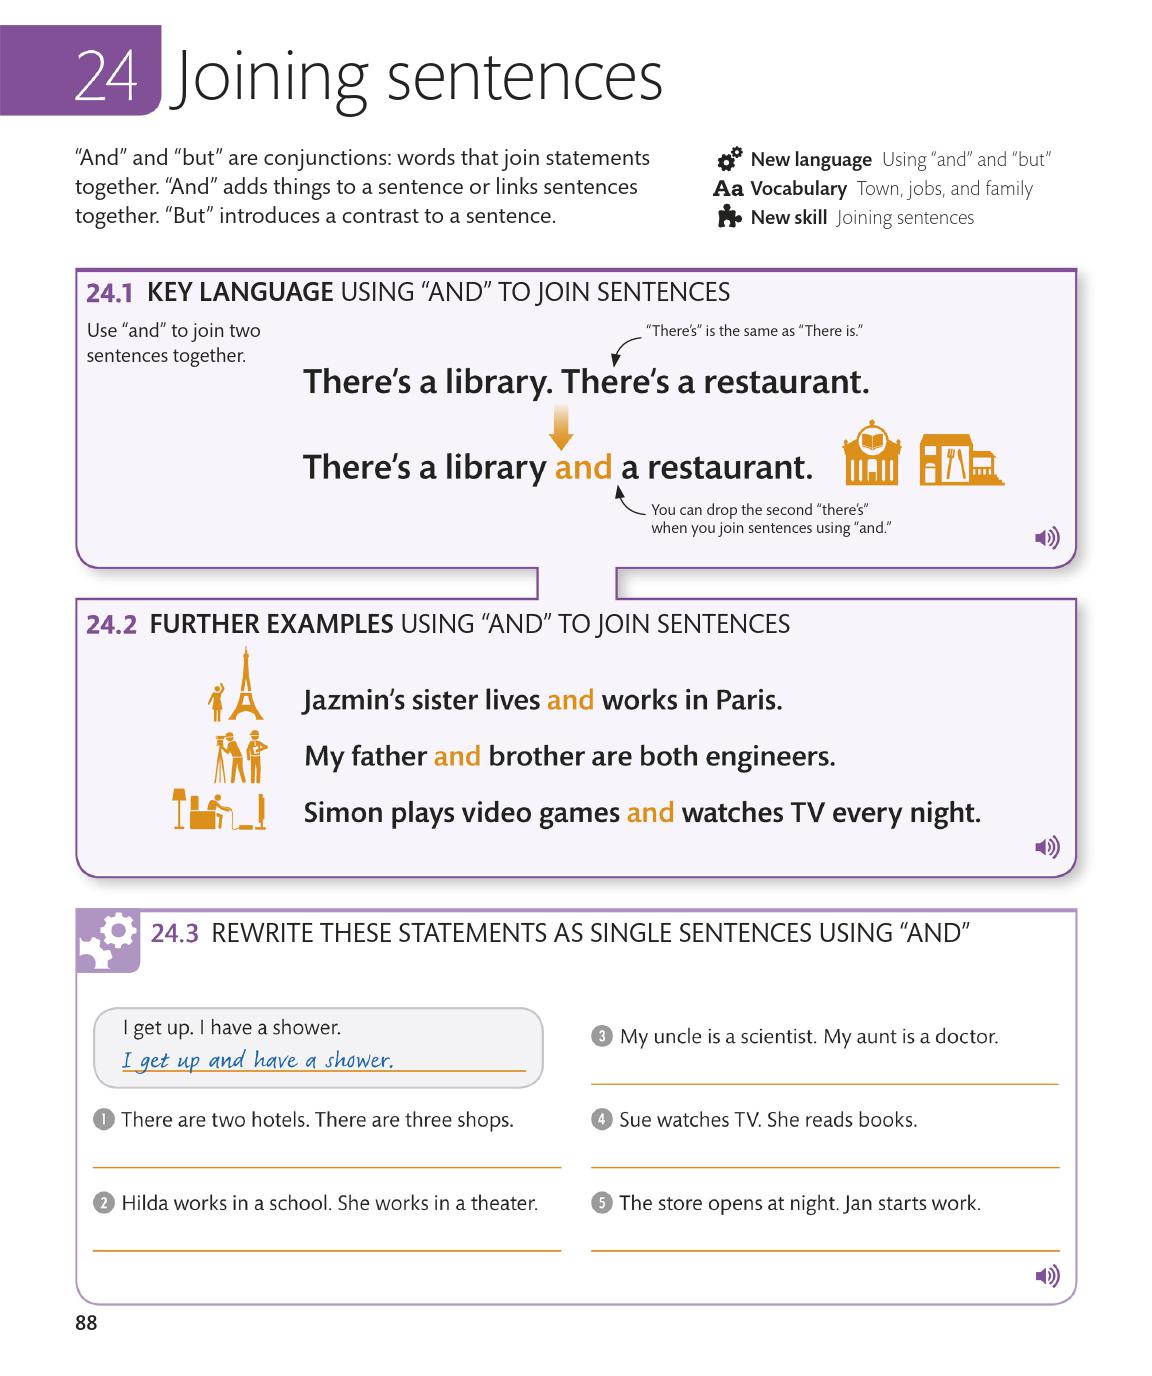 24 Joining sentences
“And” and “but” are conjunctions: words that join statements
together. “And” adds things to a sentence or links sentences
together. “But” introduces a contrast to a sentence.
New language Using “and” and “but”
Aa Vocabulary Town, jobs, and family
New skill Joining sentences
24.1 KEY LANGUAGE USING “AND” TO JOIN SENTENCES
Use “and” to join two
sentences together.
“There’s” is the same as “There is.”
There’s a library. There’s a restaurant.
There’s a library and a restaurant.
You can drop the second “there’s”
when you join sentences using “and.”
24.2 FURTHER EXAMPLES USING “AND” TO JOIN SENTENCES
Jazmin’s sister lives and works in Paris.
My father and brother are both engineers.
Simon plays video games and watches TV every night.
24.3 REWRITE THESE STATEMENTS AS SINGLE SENTENCES USING “AND”
I get up. I have a shower.
I get up and have a shower.
1 There are two hotels. There are three shops.
2 Hilda works in a school. She works in a theater.
3 My uncle is a scientist. My aunt is a doctor.
4 Sue watches TV. She reads books.
5 The store opens at night. Jan starts work.
88